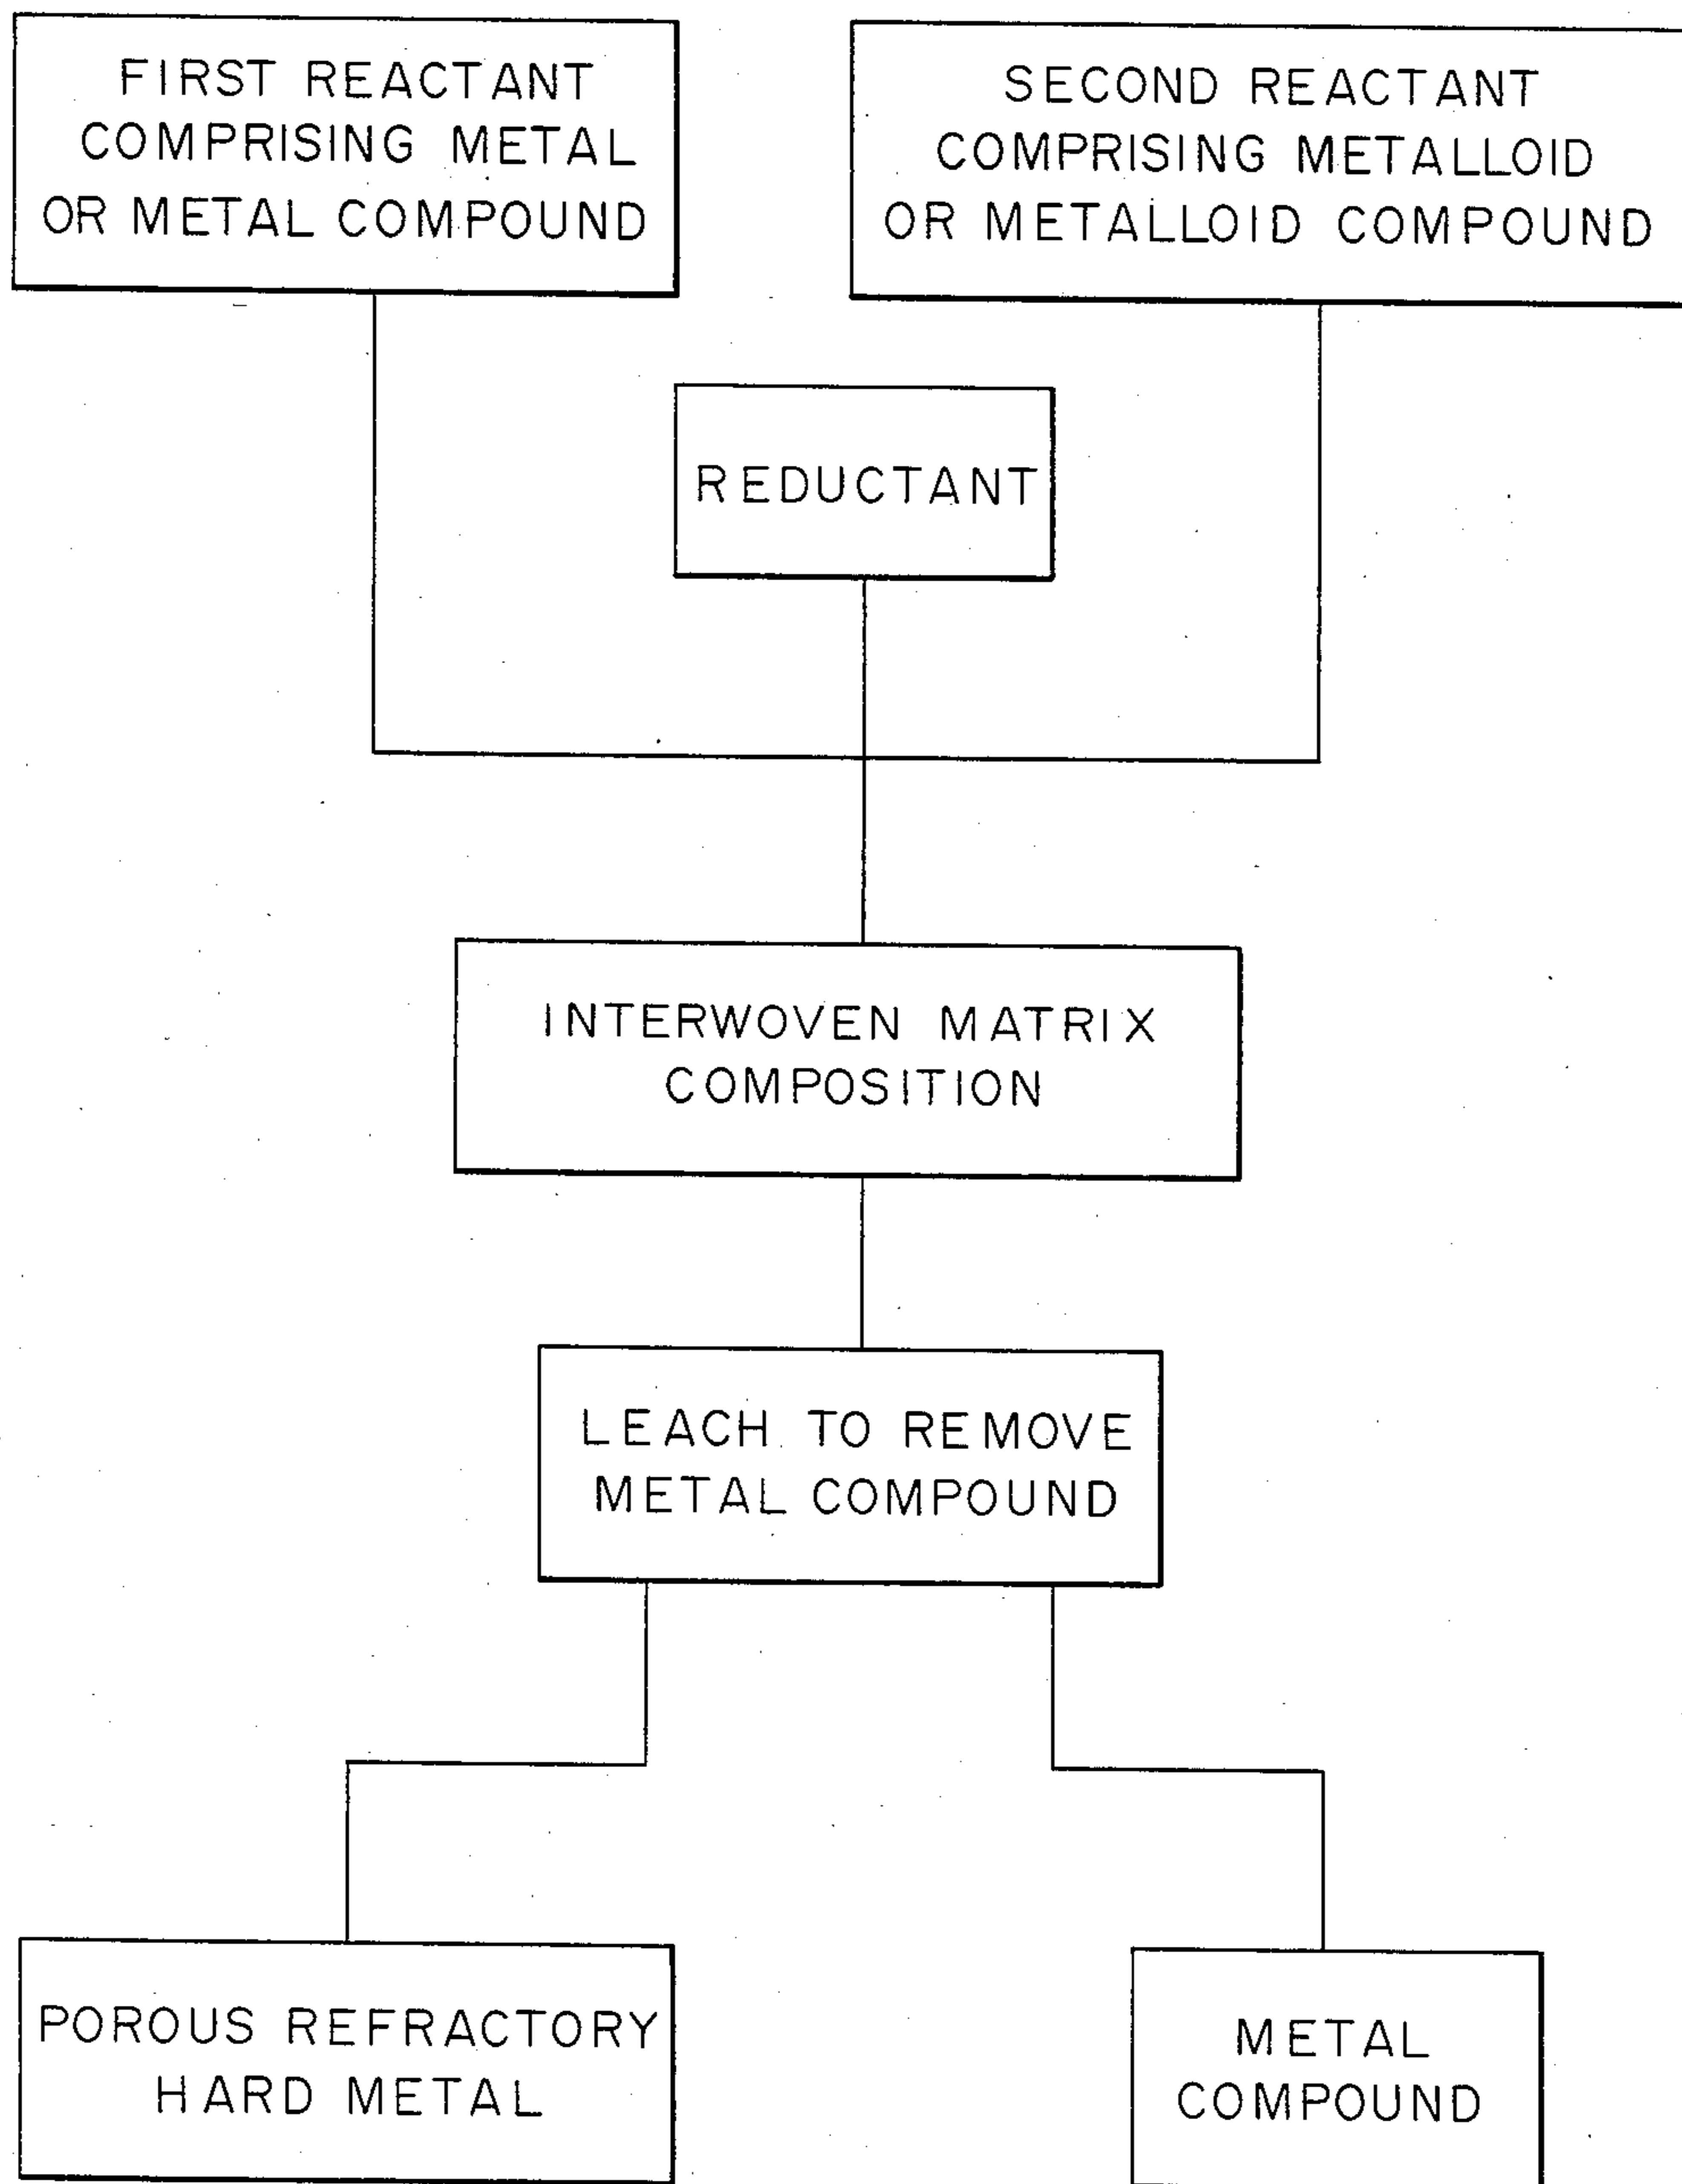 FIRST REACTANT
COMPRISING METAL
OR METAL COMPOUND
SECOND REACTANT
COMPRISING METALLOID
OR METALLOID COMPOUND
REDUCTANT
INTERWOVEN MATRIX
COMPOSITION
LEACH TO REMOVE
METAL COMPOUND
POROUS REFRACTORY
HARD METAL
METAL
COMPOUND